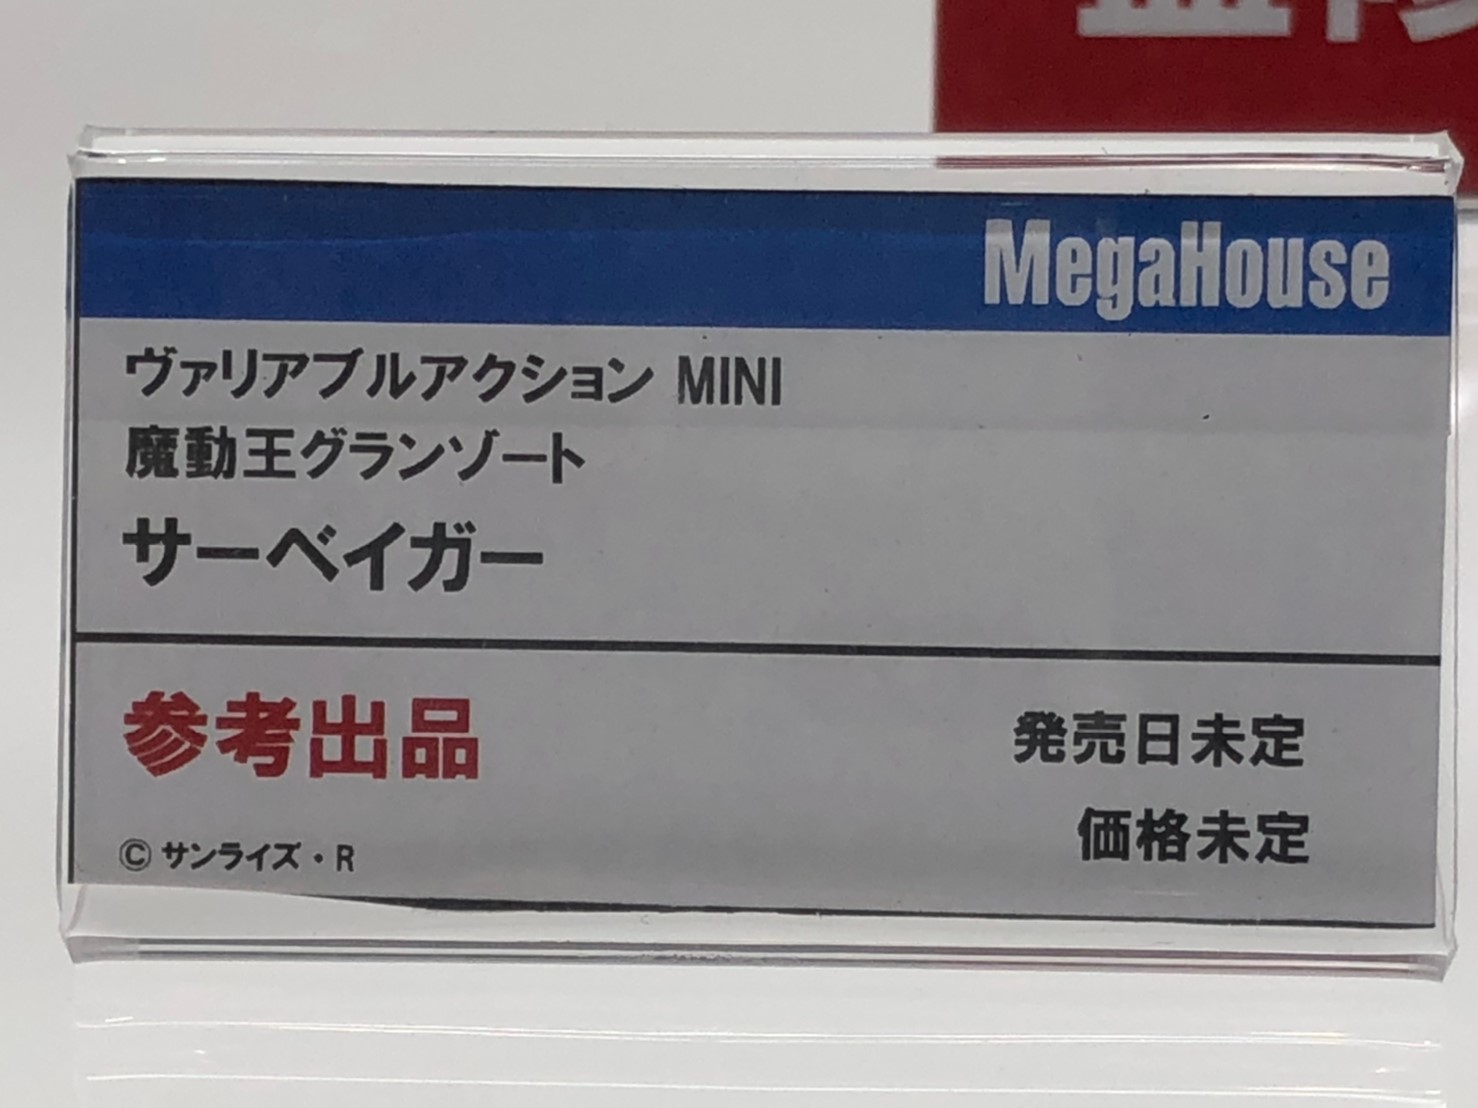 MegaHouse
ヴァリアブルアクション MINI
魔動王グランゾート
サーベイガー
参考出品
発売日未定
価格未定
© サンライズ・R